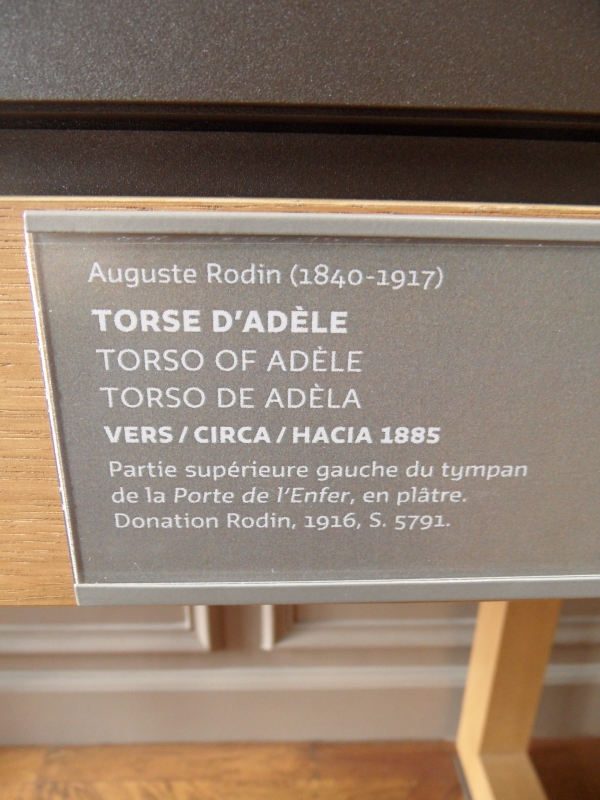 Auguste Rodin (1840-1917)
TORSE D'ADÈLE
TORSO OF ADÈLE
TORSO DE ADÈLA
VERS / CIRCA / HACIA 1885
Partie supérieure gauche du tympan
de la Porte de l'Enfer, en plâtre.
Donation Rodin, 1916, S. 5791.